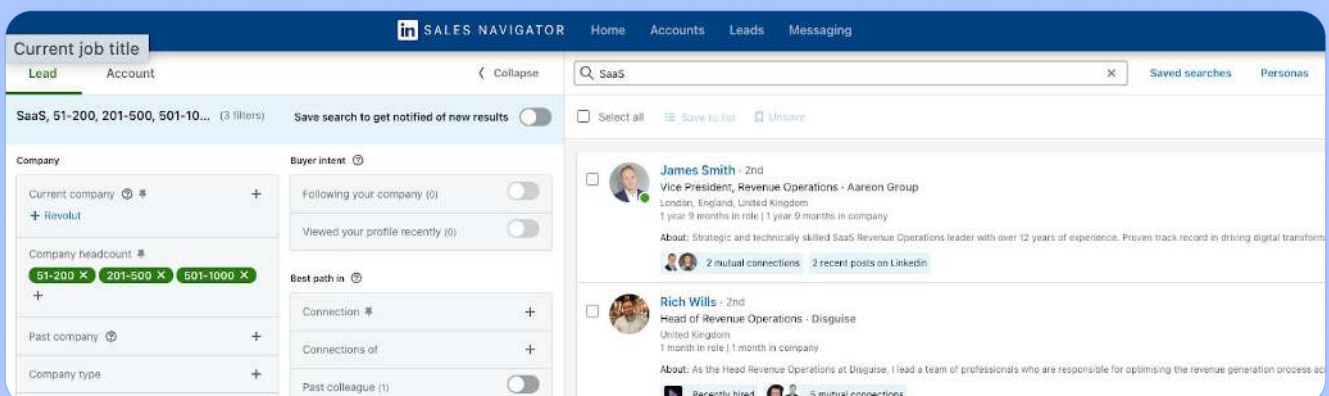 in SALES NAVIGATOR Home Accounts Leads Messaging
Current job title
Lead Account Collapse
SaaS, 51-200, 201-500, 501-10... (3 filters) Save search to get notified of new results
Company
Current company
+ Revolut
Company headcount
51-200 × 201-500 × 501-1000 ×
+
Past company +
Company type +
Buyer intent
Following your company (0)
Viewed your profile recently (0)
Best path in
Connection +
Connections of +
Past colleague (1)
SaaS × Saved searches Personas
Select all Save to list Unsave
James Smith · 2nd
Vice President, Revenue Operations · Aareon Group
London, England, United Kingdom
1 year 9 months in role | 1 year 9 months in company
About: Strategic and technically skilled SaaS Revenue Operations leader with over 12 years of experience. Proven track record in driving digital transforma
2 mutual connections 2 recent posts on Linkedin
Rich Wills · 2nd
Head of Revenue Operations · Disguise
United Kingdom
1 month in role | 1 month in company
About: As the Head Revenue Operations at Disguise, I lead a team of professionals who are responsible for optimising the revenue generation process ac
Recently hired 5 mutual connections